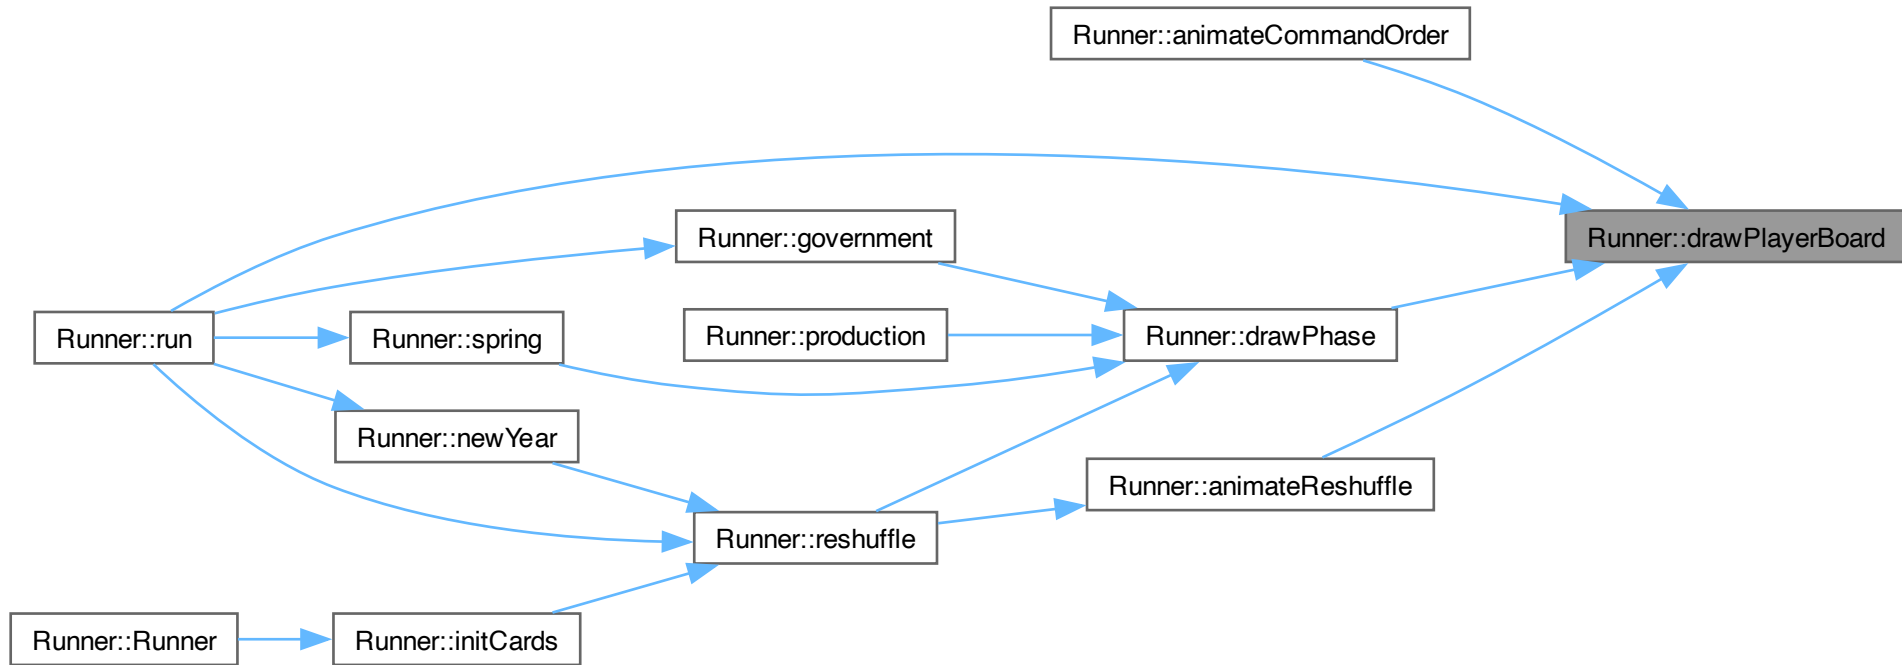 Runner::animateCommandOrder
Runner::drawPlayerBoard
Runner::government
Runner::run
Runner::spring
Runner::production
Runner::drawPhase
Runner::newYear
Runner::animateReshuffle
Runner::reshuffle
Runner::Runner
Runner::initCards